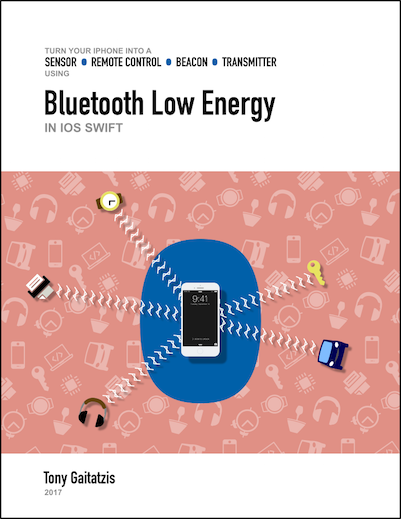 TURN YOUR IPHONE INTO A
SENSOR • REMOTE CONTROL • BEACON • TRANSMITTER
USING
Bluetooth Low Energy
IN IOS SWIFT
9:41
Tony Gaitatzis
2017